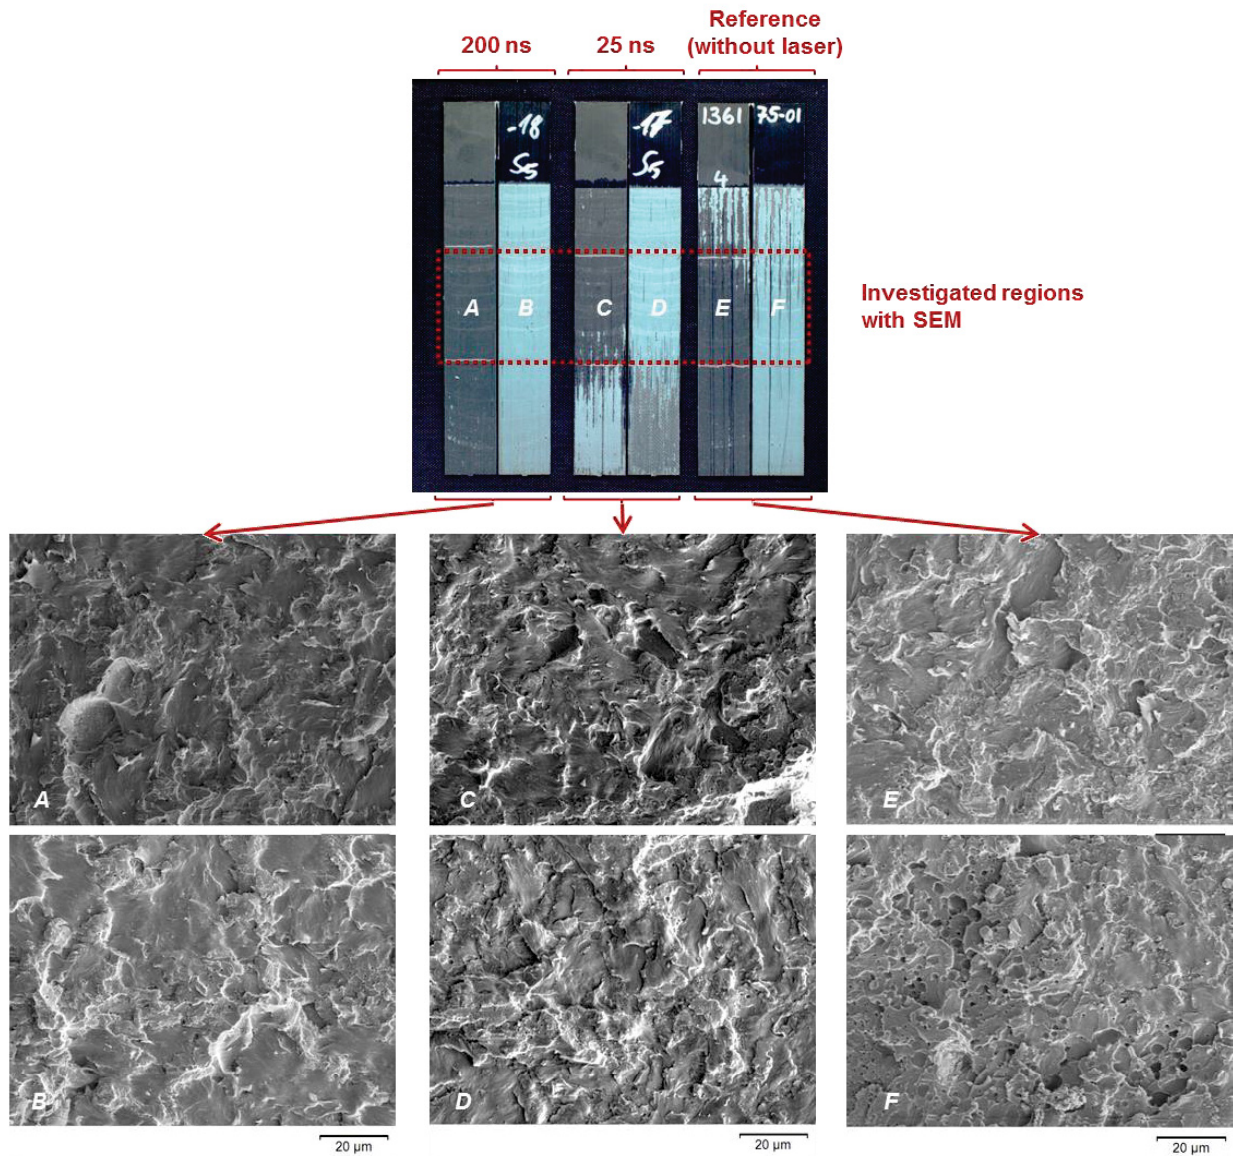 Reference
200 ns
25 ns
(without laser)
-18
S5
-17
S5
1361
75-01
4
A
B
C
D
E
F
Investigated regions
with SEM
A
C
E
B
D
F
20 µm
20 µm
20 µm